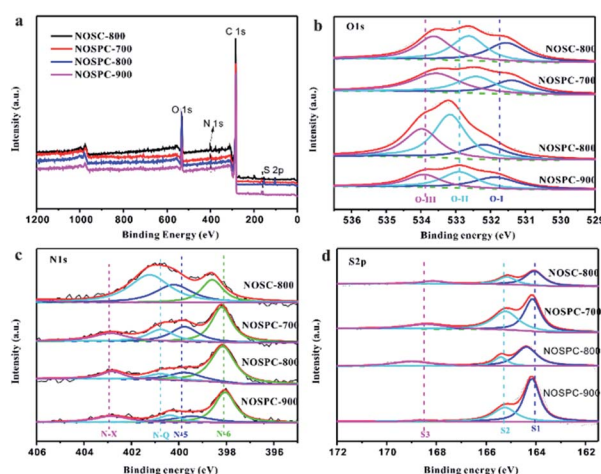 a
NOSC-800
NOSPC-700
NOSPC-800
NOSPC-900
C 1s
O 1s
N 1s
S 2p
Intensity (a.u.)
1200 1000 800 600 400 200 0
Binding Energy (eV)
b
O1s
NOSC-800
NOSPC-700
NOSPC-800
NOSPC-900
O-III O-II O-I
Intensity (a.u.)
536 535 534 533 532 531 530 529
Binding energy (eV)
c
N1s
NOSC-800
NOSPC-700
NOSPC-800
NOSPC-900
N-X N-Q N-5 N-6
Intensity (a.u.)
406 404 402 400 398 396
Binding energy (eV)
d
S2p
NOSC-800
NOSPC-700
NOSPC-800
NOSPC-900
S3 S2 S1
Intensity (a.u.)
172 170 168 166 164 162
Binding energy (eV)